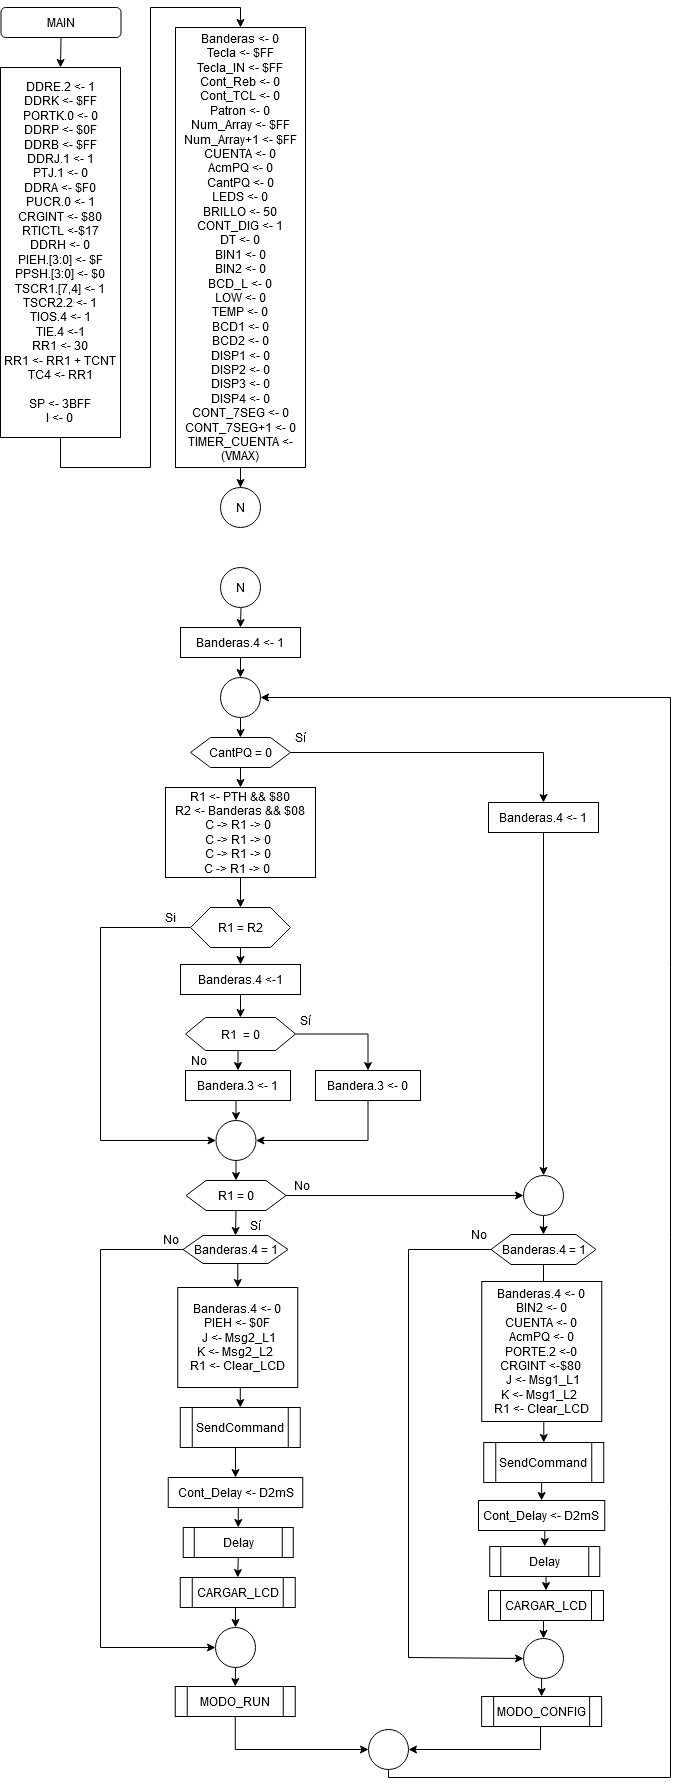 MAIN
DDRE.2 <- 1
DDRK <- $FF
PORTK.0 <- 0
DDRP <- $0F
DDRB <- $FF
DDRJ.1 <- 1
PTJ.1 <- 0
DDRA <- $F0
PUCR.0 <- 1
CRGINT <- $80
RTICTL <-$17
DDRH <- 0
PIEH.[3:0] <- $F
PPSH.[3:0] <- $0
TSCR1.[7,4] <- 1
TSCR2.2 <- 1
TIOS.4 <- 1
TIE.4 <-1
RR1 <- 30
RR1 <- RR1 + TCNT
TC4 <- RR1
SP <- 3BFF
I <- 0
Banderas <- 0
Tecla <- $FF
Tecla_IN <- $FF
Cont_Reb <- 0
Cont_TCL <- 0
Patron <- 0
Num_Array <- $FF
Num_Array+1 <- $FF
CUENTA <- 0
AcmPQ <- 0
CantPQ <- 0
LEDS <- 0
BRILLO <- 50
CONT_DIG <- 1
DT <- 0
BIN1 <- 0
BIN2 <- 0
BCD_L <- 0
LOW <- 0
TEMP <- 0
BCD1 <- 0
BCD2 <- 0
DISP1 <- 0
DISP2 <- 0
DISP3 <- 0
DISP4 <- 0
CONT_7SEG <- 0
CONT_7SEG+1 <- 0
TIMER_CUENTA <-
(VMAX)
N
N
Banderas.4 <- 1
CantPQ = 0
Sí
R1 <- PTH && $80
R2 <- Banderas && $08
C -> R1 -> 0
C -> R1 -> 0
C -> R1 -> 0
C -> R1 -> 0
Banderas.4 <- 1
R1 = R2
Si
Banderas.4 <-1
R1 = 0
Sí
No
Bandera.3 <- 1
Bandera.3 <- 0
R1 = 0
No
Sí
Banderas.4 = 1
No
Banderas.4 <- 0
PIEH <- $0F
J <- Msg2_L1
K <- Msg2_L2
R1 <- Clear_LCD
SendCommand
Cont_Delay <- D2mS
Delay
CARGAR_LCD
MODO_RUN
No
Banderas.4 = 1
Banderas.4 <- 0
BIN2 <- 0
CUENTA <- 0
AcmPQ <- 0
PORTE.2 <-0
CRGINT <-$80
J <- Msg1_L1
K <- Msg1_L2
R1 <- Clear_LCD
SendCommand
Cont_Delay <- D2mS
Delay
CARGAR_LCD
MODO_CONFIG